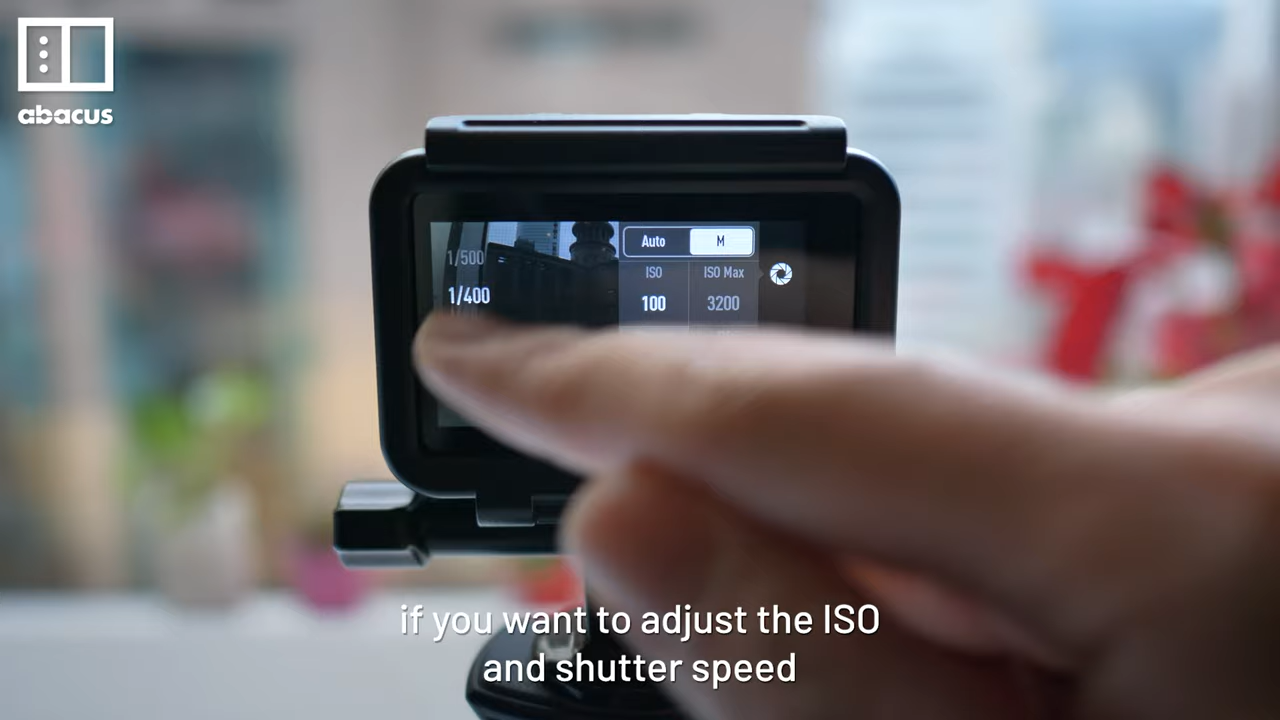 abacus
Auto M
1/500
ISO ISO Max
1/400
100 3200
if you want to adjust the ISO
and shutter speed